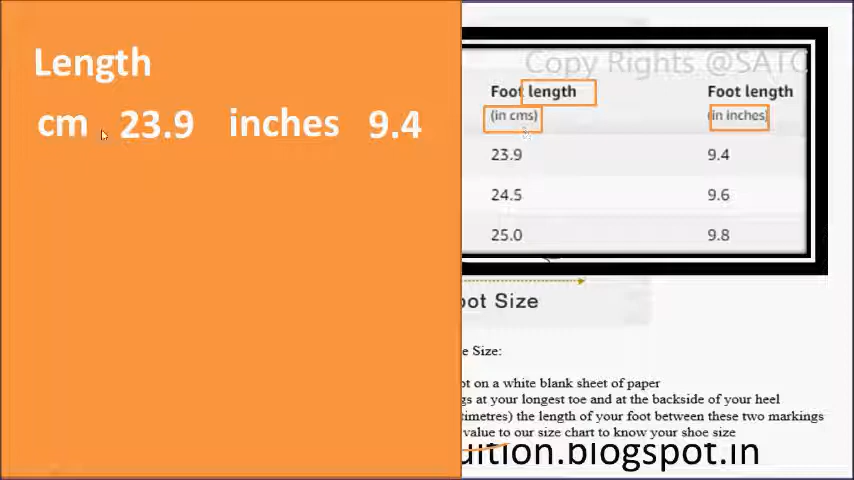 Length
cm 23.9 inches 9.4
Copy Rights @SATC
Foot length Foot length
(in cms) (in inches)
23.9 9.4
24.5 9.6
25.0 9.8
oot Size
e Size:
ot on a white blank sheet of paper
gs at your longest toe and at the backside of your heel
timetres) the length of your foot between these two markings
value to our size chart to know your shoe size
uition.blogspot.in